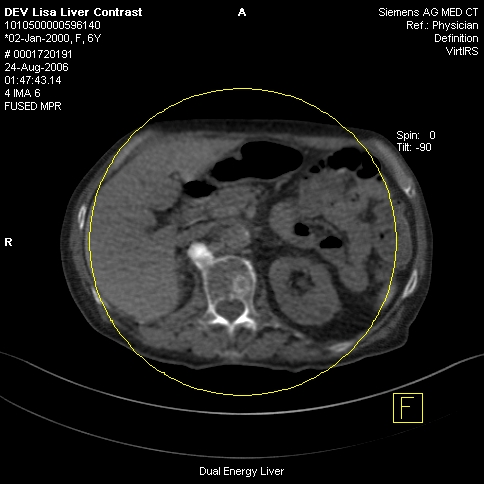 DEV Lisa Liver Contrast
1010500000596140
*02-Jan-2000, F, 6Y
# 0001720191
24-Aug-2006
01:47:43.14
4 IMA 6
FUSED MPR
A
Siemens AG MED CT
Ref.: Physician
Definition
VirtIRS
Spin: 0
Tilt: -90
R
F
Dual Energy Liver